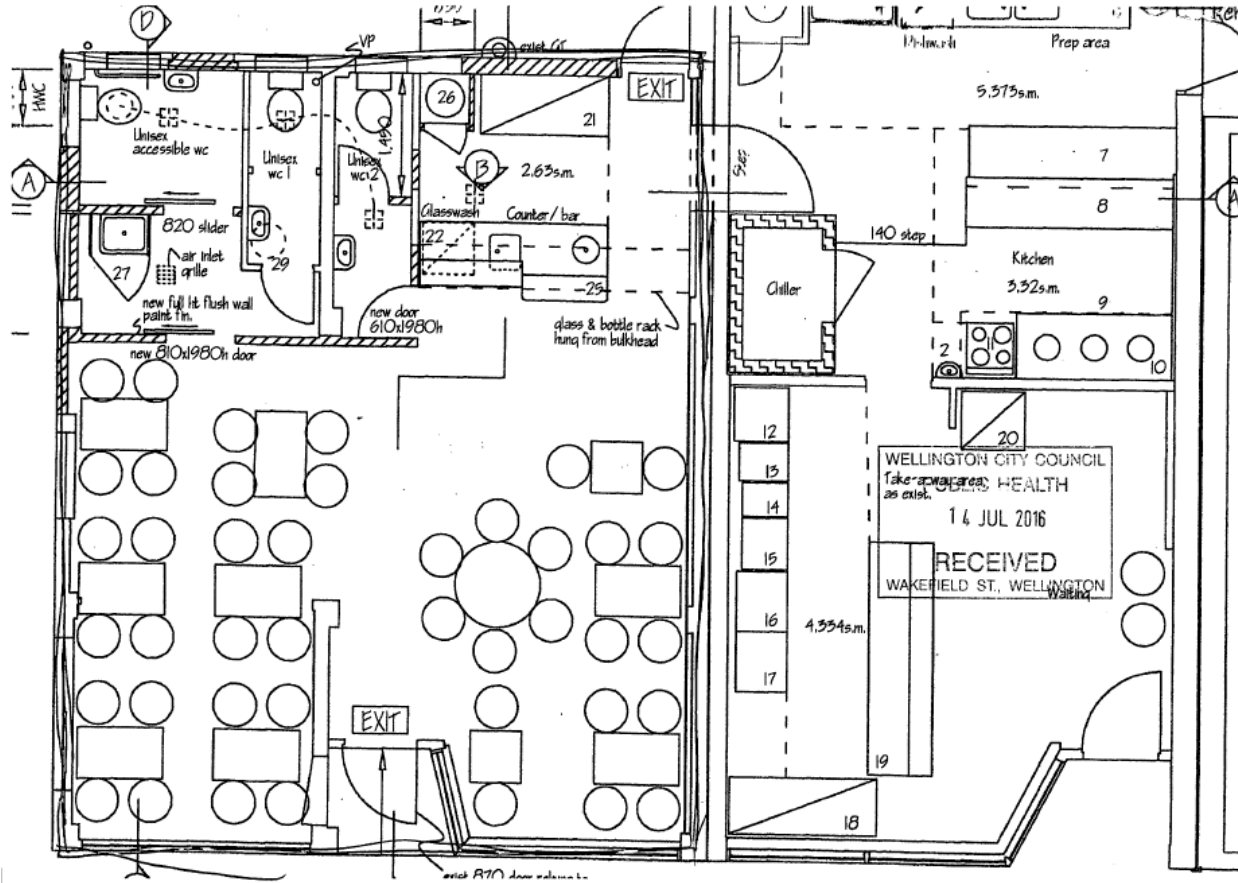 D
VP
exist GT
HWC
26
21
EXIT
Prep area
5.373s.m.
Unisex
accessible wc
Unisex
wc 1
Unisex
wc 2
1,490
A
B
2.63s.m.
Step
7
8
A
820 slider
Glasswash
Counter/bar
22
27
air inlet
grille
29
25
140 step
Kitchen
3.32s.m.
9
Chiller
new full ht flush wall
paint fin.
new door
610x1980h
glass & bottle rack
hung from bulkhead
new 810x1980h door
2
10
12
13
14
15
16
17
20
WELLINGTON CITY COUNCIL
Take-away area
as exist.
PUBLIC HEALTH
14 JUL 2016
RECEIVED
WAKEFIELD ST., WELLINGTON
Waiting
4.334s.m.
EXIT
19
18